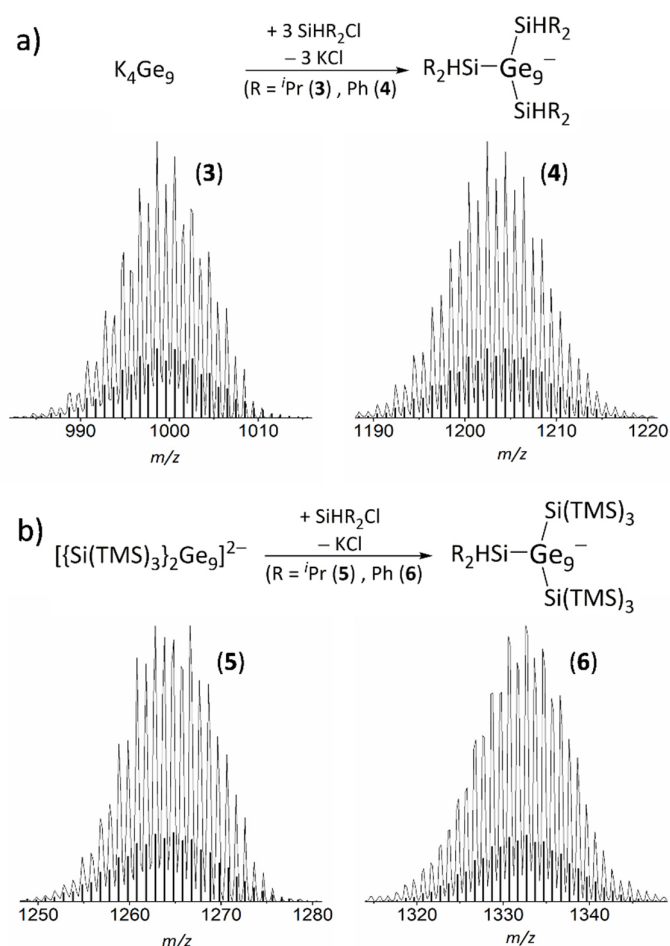 a)
+ 3 SiHR₂Cl
− 3 KCl
(R = ⁱPr (3) , Ph (4)
K₄Ge₉
SiHR₂
R₂HSi Ge₉⁻
SiHR₂
(3)
(4)
990 1000 1010
m/z
1190 1200 1210 1220
m/z
b)
+ SiHR₂Cl
− KCl
(R = ⁱPr (5) , Ph (6)
[{Si(TMS)₃}₂Ge₉]²⁻
Si(TMS)₃
R₂HSi Ge₉⁻
Si(TMS)₃
(5)
(6)
1250 1260 1270 1280
m/z
1320 1330 1340
m/z